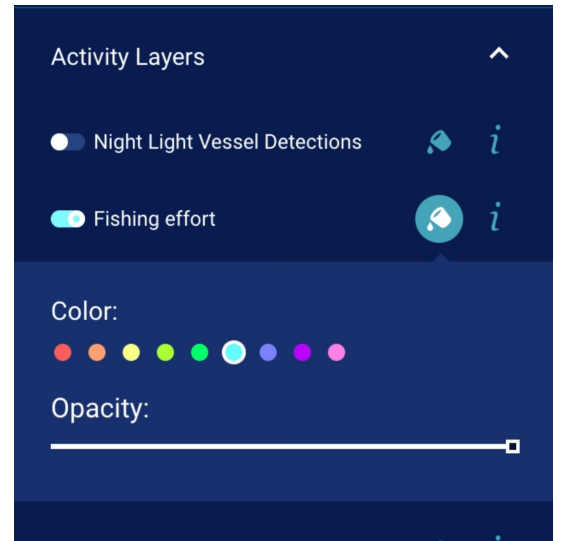 Activity Layers
Night Light Vessel Detections i
Fishing effort i
Color:
Opacity: